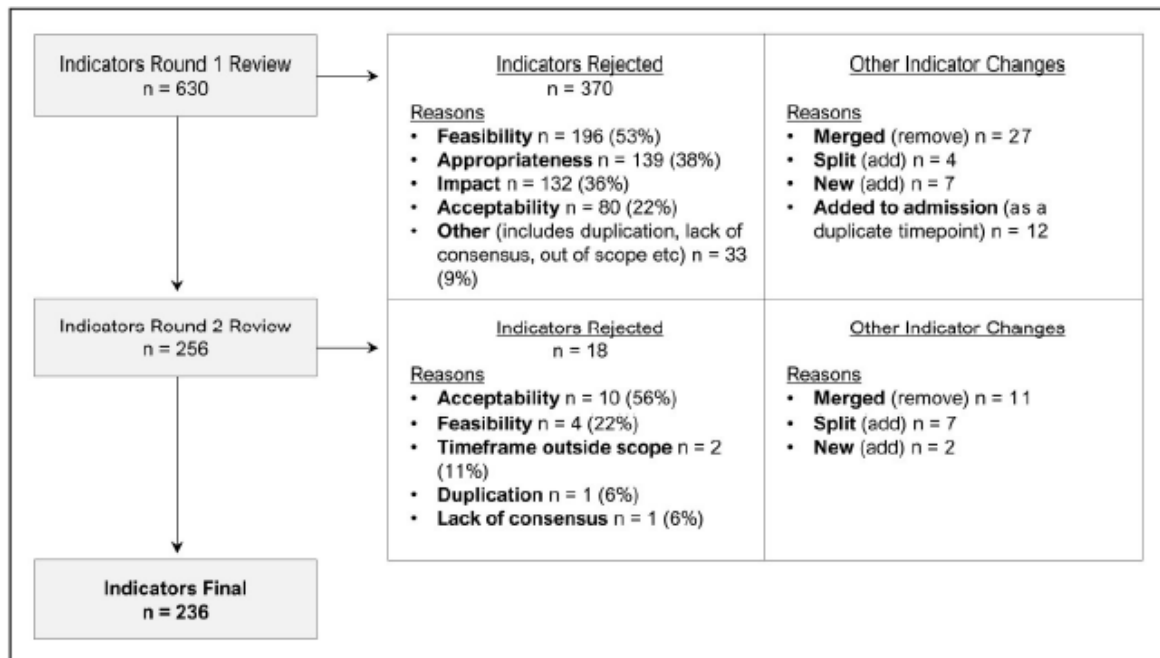 Indicators Round 1 Review
n = 630
Indicators Rejected
n = 370
Reasons
• Feasibility n = 196 (53%)
• Appropriateness n = 139 (38%)
• Impact n = 132 (36%)
• Acceptability n = 80 (22%)
• Other (includes duplication, lack of
consensus, out of scope etc) n = 33
(9%)
Other Indicator Changes
Reasons
• Merged (remove) n = 27
• Split (add) n = 4
• New (add) n = 7
• Added to admission (as a
duplicate timepoint) n = 12
Indicators Round 2 Review
n = 256
Indicators Rejected
n = 18
Reasons
• Acceptability n = 10 (56%)
• Feasibility n = 4 (22%)
• Timeframe outside scope n = 2
(11%)
• Duplication n = 1 (6%)
• Lack of consensus n = 1 (6%)
Other Indicator Changes
Reasons
• Merged (remove) n = 11
• Split (add) n = 7
• New (add) n = 2
Indicators Final
n = 236